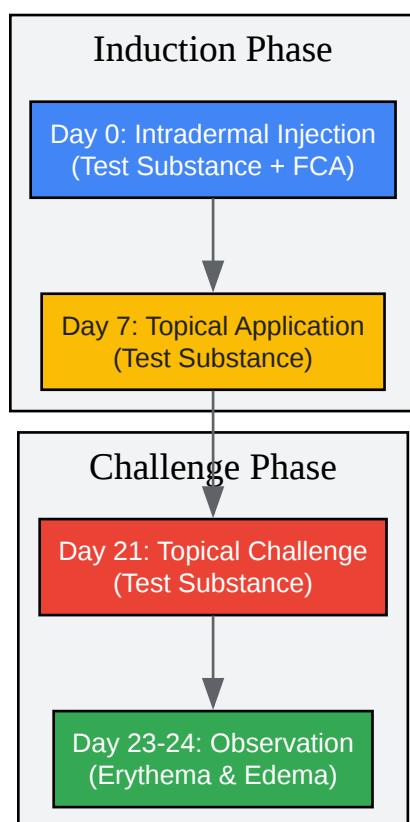 Induction Phase
Day 0: Intradermal Injection
(Test Substance + FCA)
Day 7: Topical Application
(Test Substance)
Challenge Phase
Day 21: Topical Challenge
(Test Substance)
Day 23-24: Observation
(Erythema & Edema)